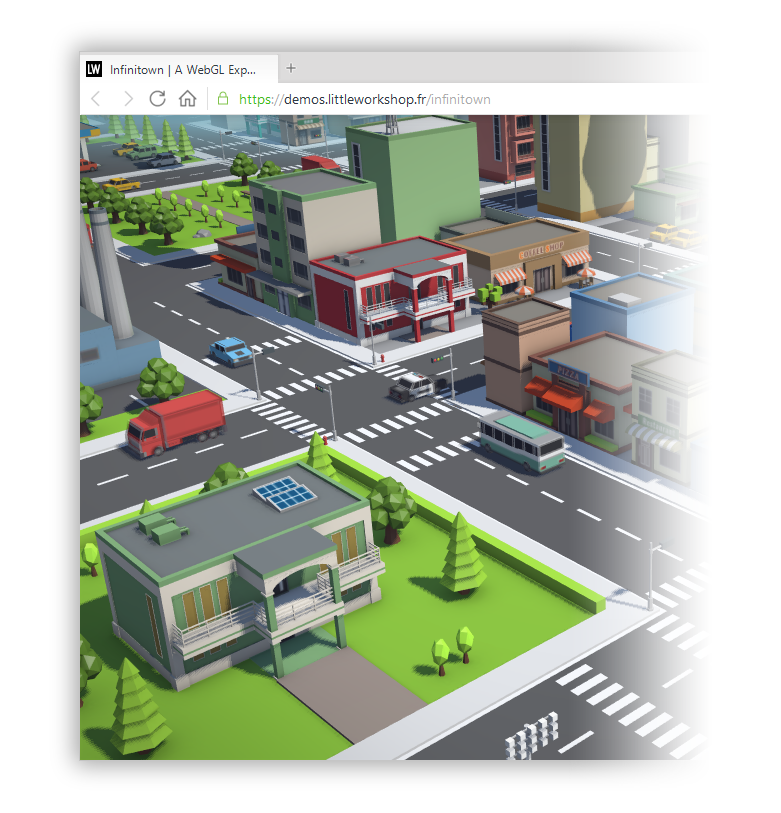 LW
Infinitown | A WebGL Exp...
https://demos.littleworkshop.fr/infinitown
COFFEE SHOP
PIZZA